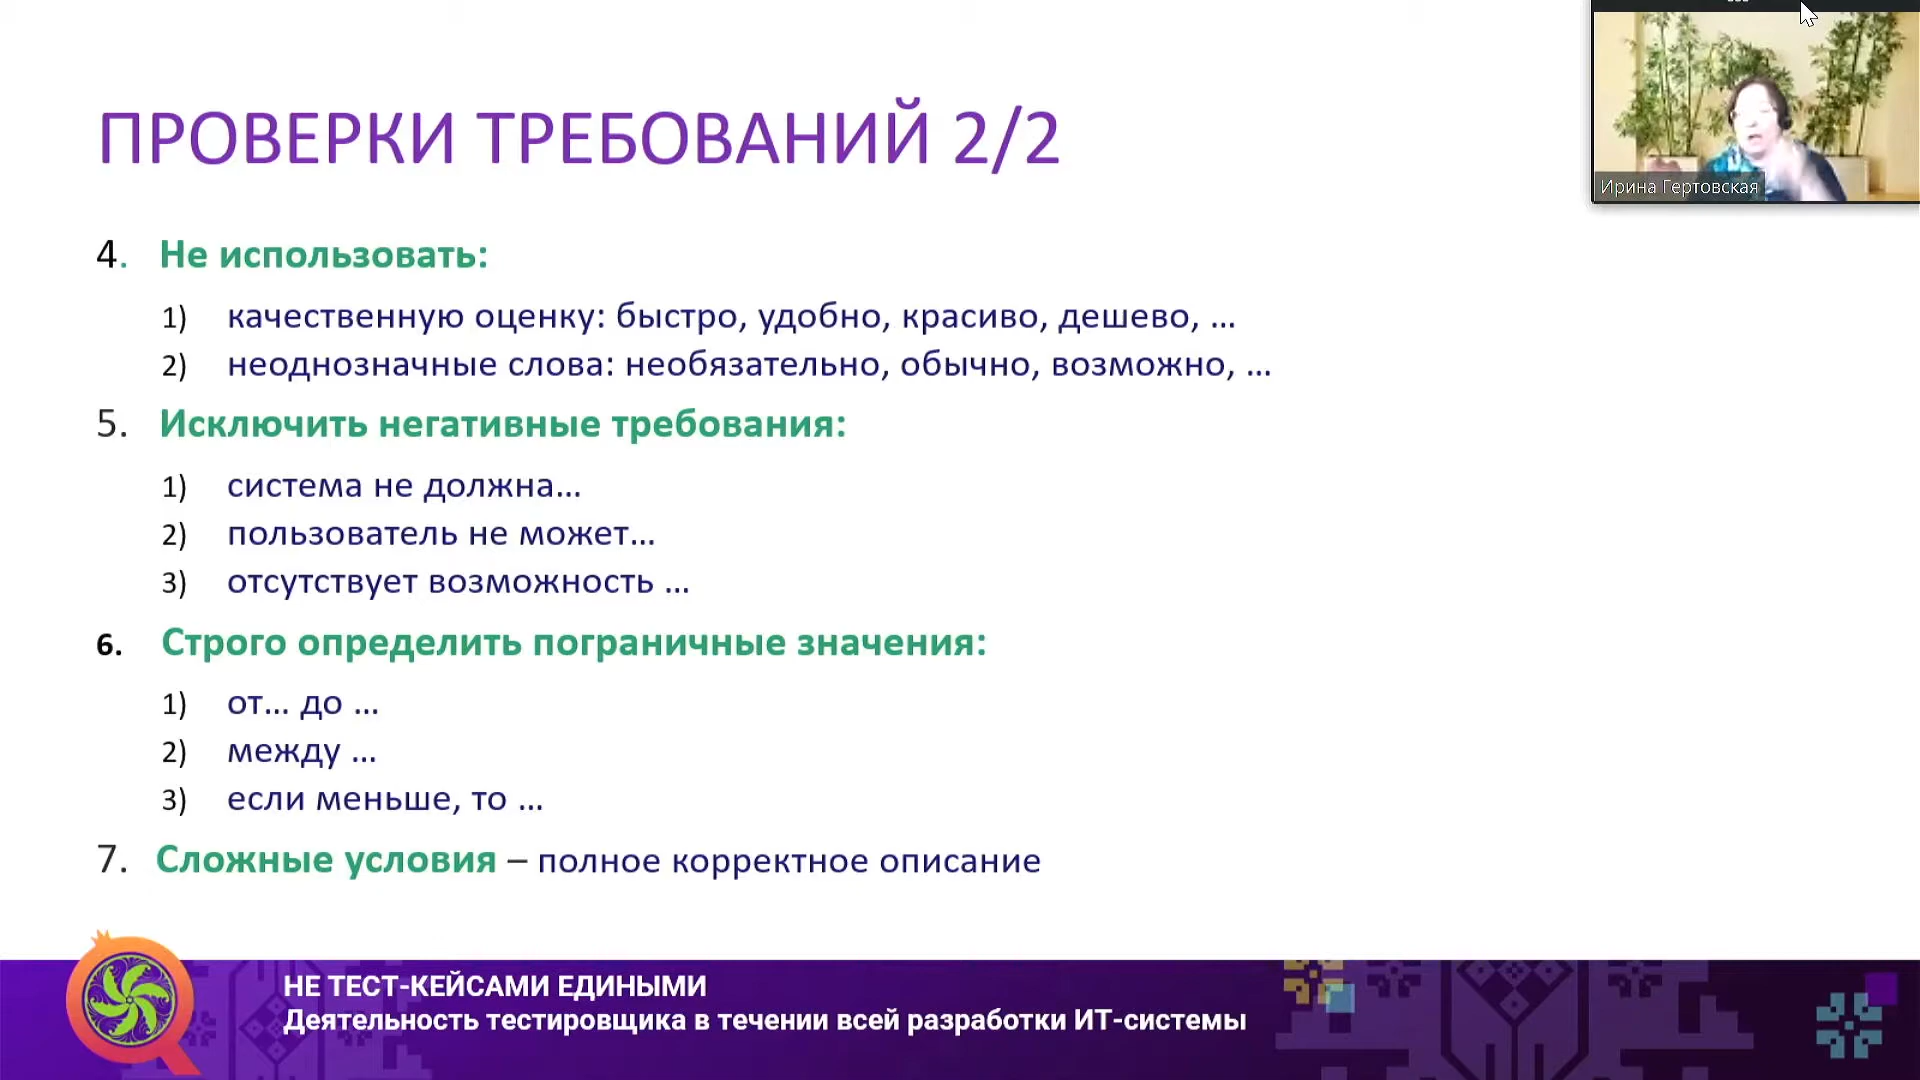 ПРОВЕРКИ ТРЕБОВАНИЙ 2/2
Ирина Гертовская
4. Не использовать:
1) качественную оценку: быстро, удобно, красиво, дешево, ...
2) неоднозначные слова: необязательно, обычно, возможно, ...
5. Исключить негативные требования:
1) система не должна...
2) пользователь не может...
3) отсутствует возможность ...
6. Строго определить пограничные значения:
1) от... до ...
2) между ...
3) если меньше, то ...
7. Сложные условия – полное корректное описание
НЕ ТЕСТ-КЕЙСАМИ ЕДИНЫМИ
Деятельность тестировщика в течении всей разработки ИТ-системы